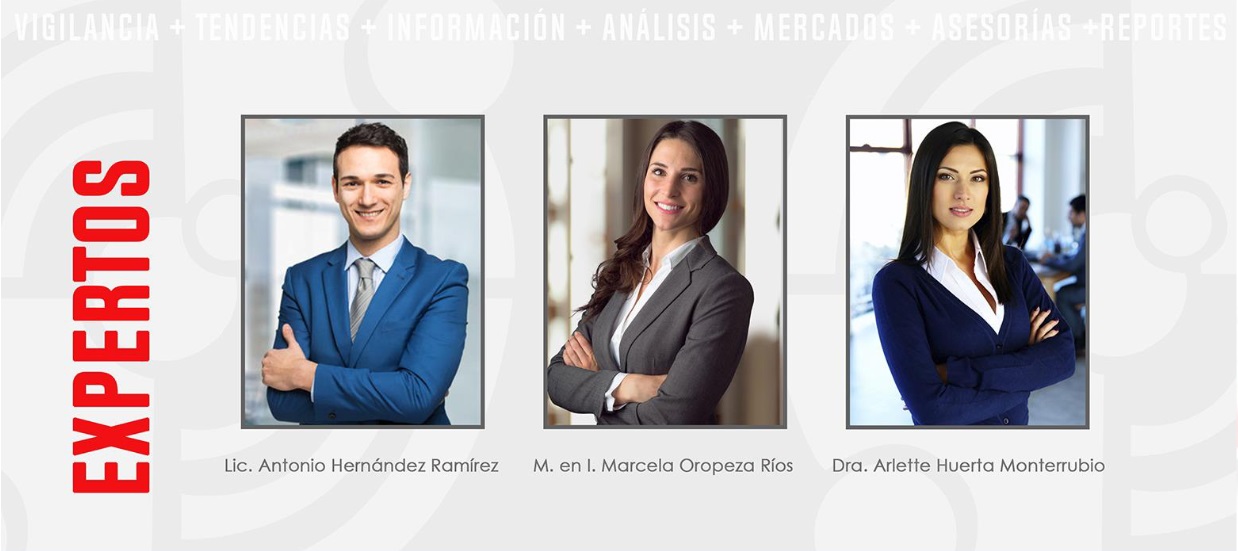 VIGILANCIA + TENDENCIAS + INFORMACIÓN + ANÁLISIS + MERCADOS + ASESORÍAS +REPORTES
EXPERTOS
Lic. Antonio Hernández Ramírez
M. en I. Marcela Oropeza Ríos
Dra. Arlette Huerta Monterrubio